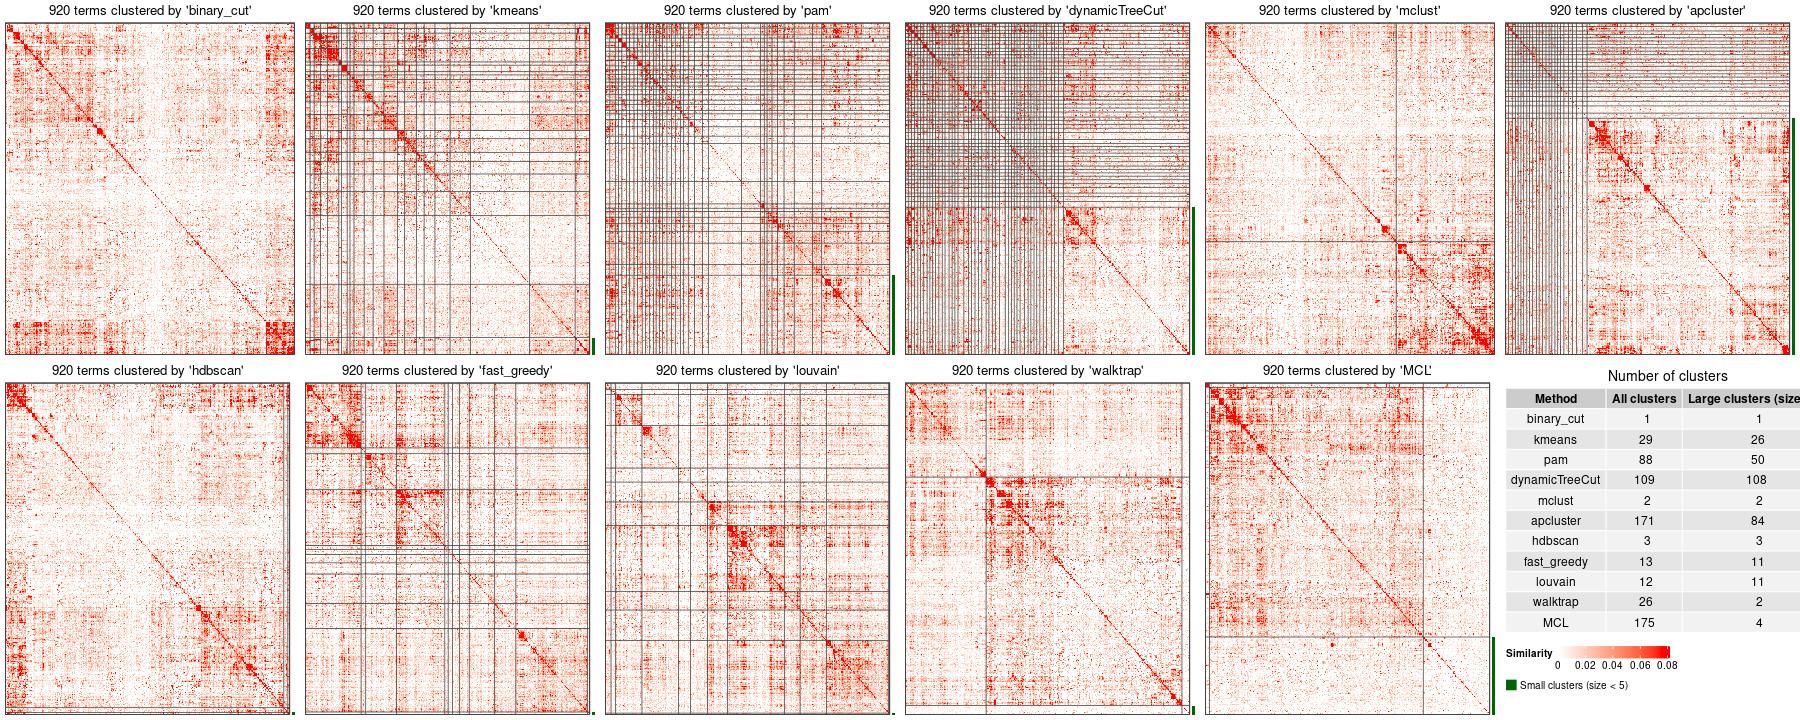 920 terms clustered by 'binary_cut'
920 terms clustered by 'kmeans'
920 terms clustered by 'pam'
920 terms clustered by 'dynamicTreeCut'
920 terms clustered by 'mclust'
920 terms clustered by 'apcluster'
920 terms clustered by 'hdbscan'
920 terms clustered by 'fast_greedy'
920 terms clustered by 'louvain'
920 terms clustered by 'walktrap'
920 terms clustered by 'MCL'
Number of clusters
Method All clusters Large clusters (size
binary_cut 1 1
kmeans 29 26
pam 88 50
dynamicTreeCut 109 108
mclust 2 2
apcluster 171 84
hdbscan 3 3
fast_greedy 13 11
louvain 12 11
walktrap 26 2
MCL 175 4
Similarity
0 0.02 0.04 0.06 0.08
Small clusters (size < 5)